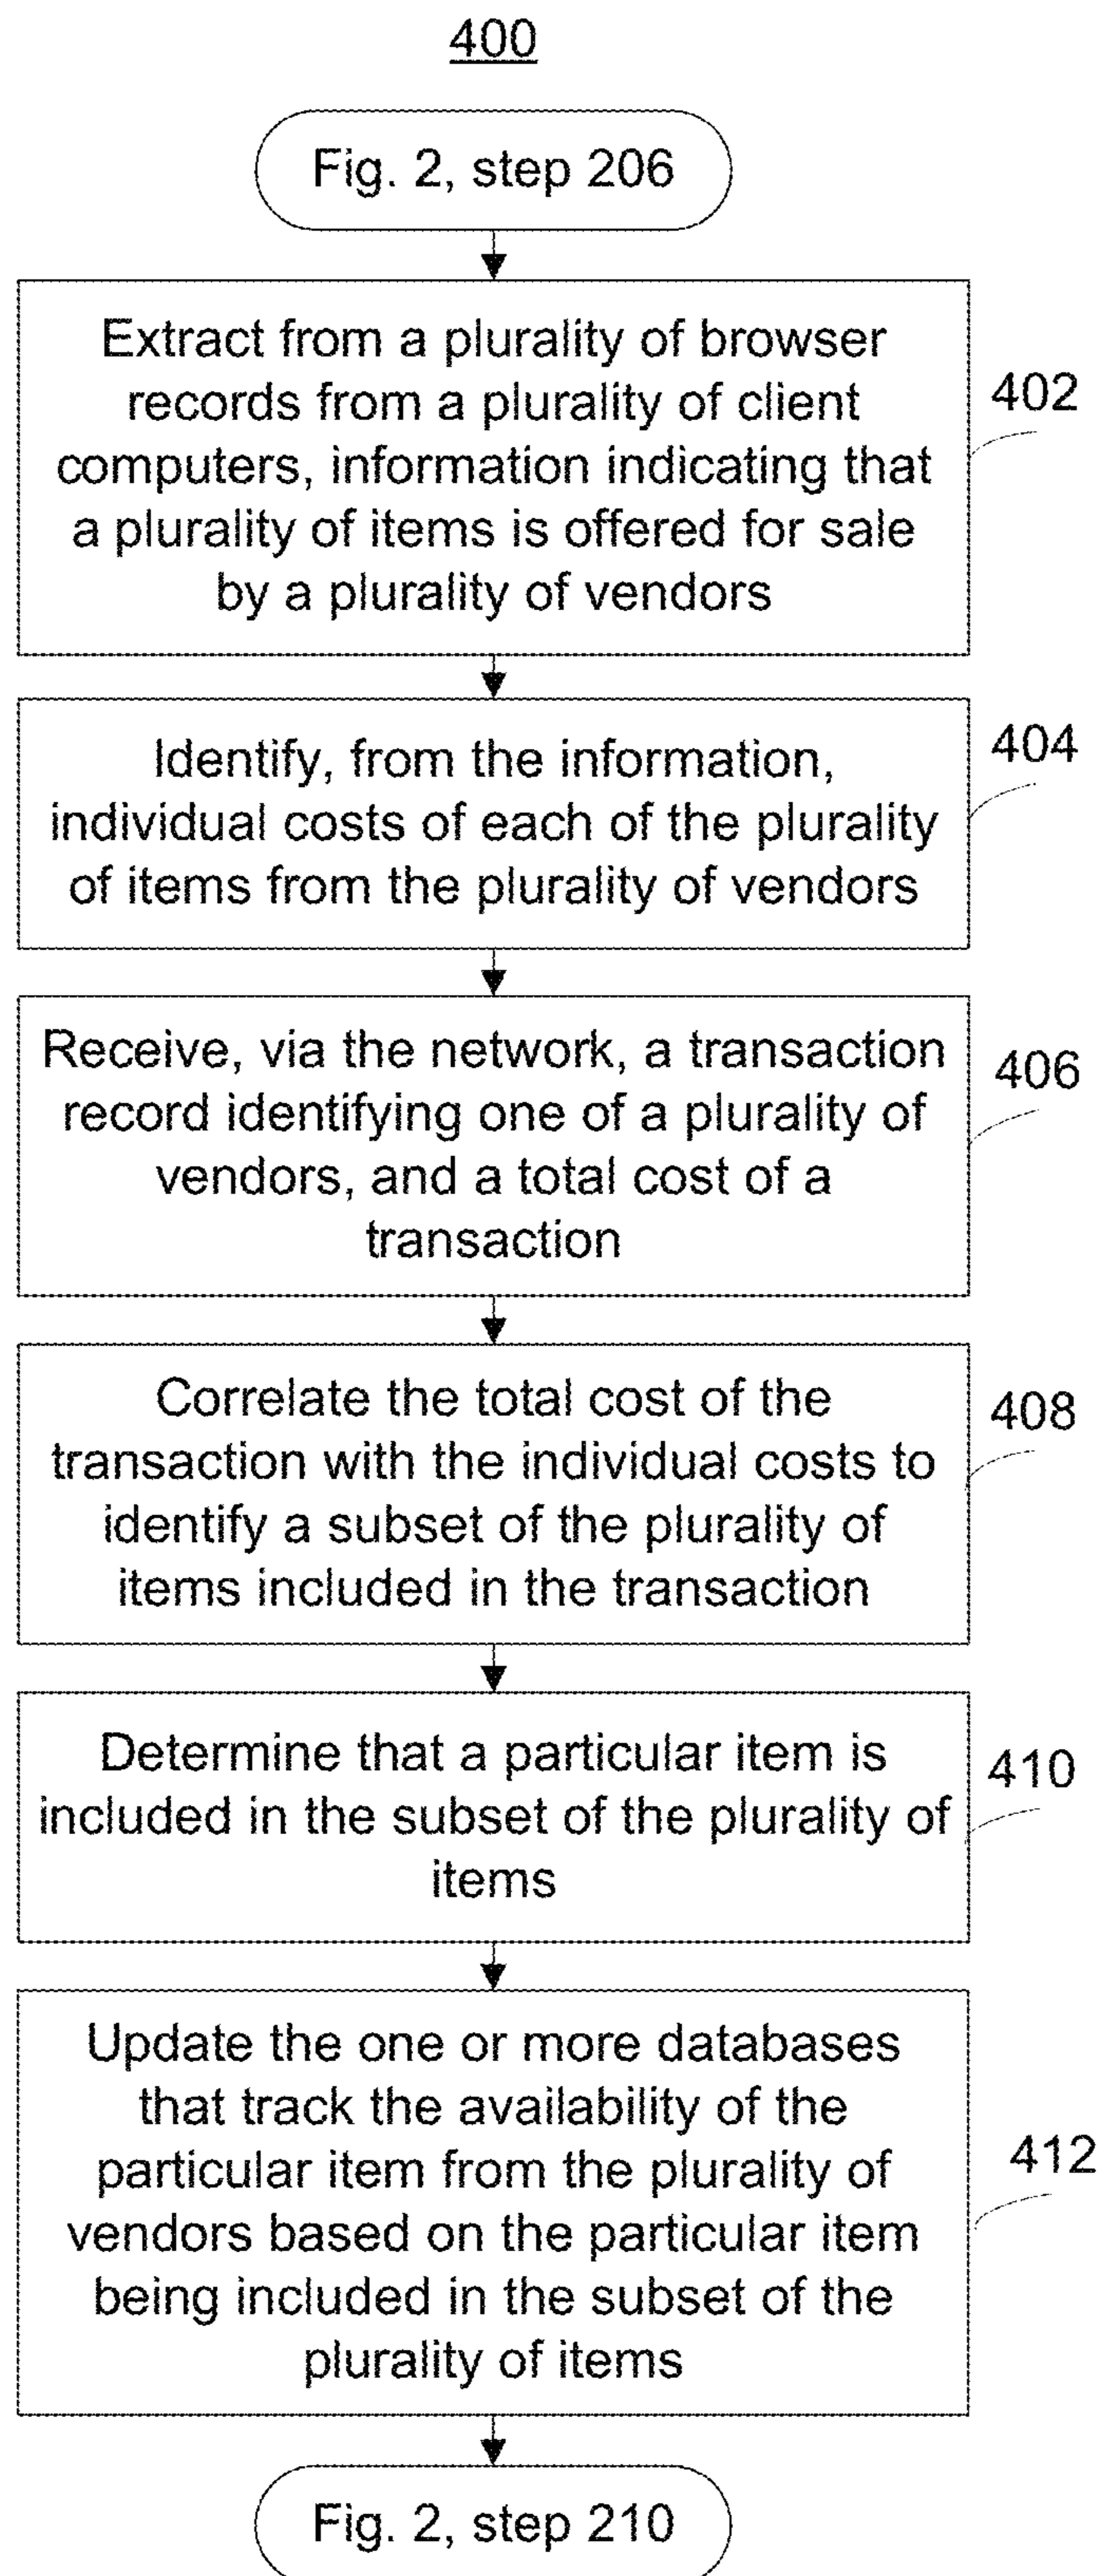 400
Fig. 2, step 206
Extract from a plurality of browser
records from a plurality of client
computers, information indicating that
a plurality of items is offered for sale
by a plurality of vendors
402
Identify, from the information,
individual costs of each of the plurality
of items from the plurality of vendors
404
Receive, via the network, a transaction
record identifying one of a plurality of
vendors, and a total cost of a
transaction
406
Correlate the total cost of the
transaction with the individual costs to
identify a subset of the plurality of
items included in the transaction
408
Determine that a particular item is
included in the subset of the plurality of
items
410
Update the one or more databases
that track the availability of the
particular item from the plurality of
vendors based on the particular item
being included in the subset of the
plurality of items
412
Fig. 2, step 210